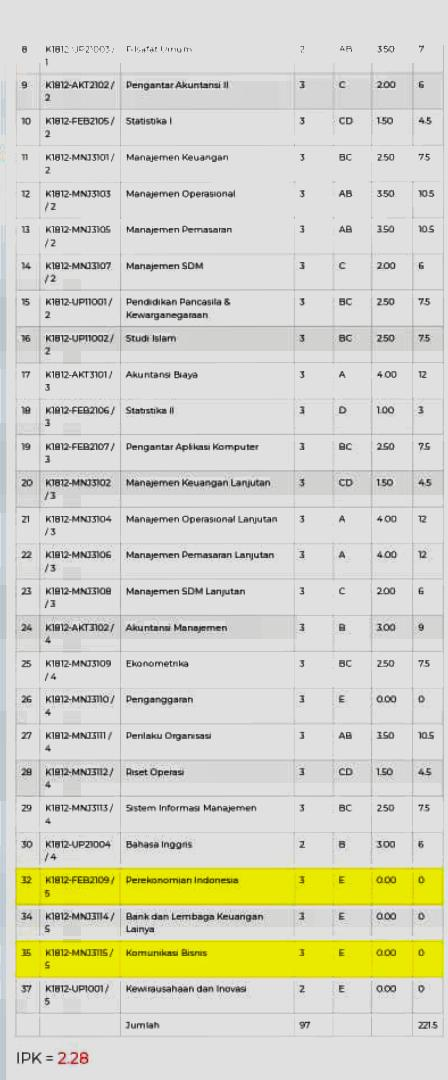 8 K1812-UP21003 / Filsafat Umum 2 AB 3.50 7
1
9 K1812-AKT2102 / Pengantar Akuntansi II 3 C 2.00 6
2
10 K1812-FEB2105 / Statistika I 3 CD 1.50 4.5
2
11 K1812-MNJ3101 / Manajemen Keuangan 3 BC 2.50 7.5
2
12 K1812-MNJ3103 Manajemen Operasional 3 AB 3.50 10.5
/ 2
13 K1812-MNJ3105 Manajemen Pemasaran 3 AB 3.50 10.5
/ 2
14 K1812-MNJ3107 Manajemen SDM 3 C 2.00 6
/ 2
15 K1812-UP11001 / Pendidikan Pancasila & 3 BC 2.50 7.5
2 Kewarganegaraan
16 K1812-UP11002 / Studi Islam 3 BC 2.50 7.5
2
17 K1812-AKT3101 / Akuntansi Biaya 3 A 4.00 12
3
18 K1812-FEB2106 / Statistika II 3 D 1.00 3
3
19 K1812-FEB2107 / Pengantar Aplikasi Komputer 3 BC 2.50 7.5
3
20 K1812-MNJ3102 Manajemen Keuangan Lanjutan 3 CD 1.50 4.5
/ 3
21 K1812-MNJ3104 Manajemen Operasional Lanjutan 3 A 4.00 12
/ 3
22 K1812-MNJ3106 Manajemen Pemasaran Lanjutan 3 A 4.00 12
/ 3
23 K1812-MNJ3108 Manajemen SDM Lanjutan 3 C 2.00 6
/ 3
24 K1812-AKT3102 / Akuntansi Manajemen 3 B 3.00 9
4
25 K1812-MNJ3109 Ekonometrika 3 BC 2.50 7.5
/ 4
26 K1812-MNJ3110 / Penganggaran 3 E 0.00 0
4
27 K1812-MNJ3111 / Perilaku Organisasi 3 AB 3.50 10.5
4
28 K1812-MNJ3112 / Riset Operasi 3 CD 1.50 4.5
4
29 K1812-MNJ3113 / Sistem Informasi Manajemen 3 BC 2.50 7.5
4
30 K1812-UP21004 Bahasa Inggris 2 B 3.00 6
/ 4
32 K1812-FEB2109 / Perekonomian Indonesia 3 E 0.00 0
5
34 K1812-MNJ3114 / Bank dan Lembaga Keuangan 3 E 0.00 0
5 Lainya
35 K1812-MNJ3115 / Komunikasi Bisnis 3 E 0.00 0
5
37 K1812-UP1001 / Kewirausahaan dan Inovasi 2 E 0.00 0
5
Jumlah 97 221.5
IPK = 2.28